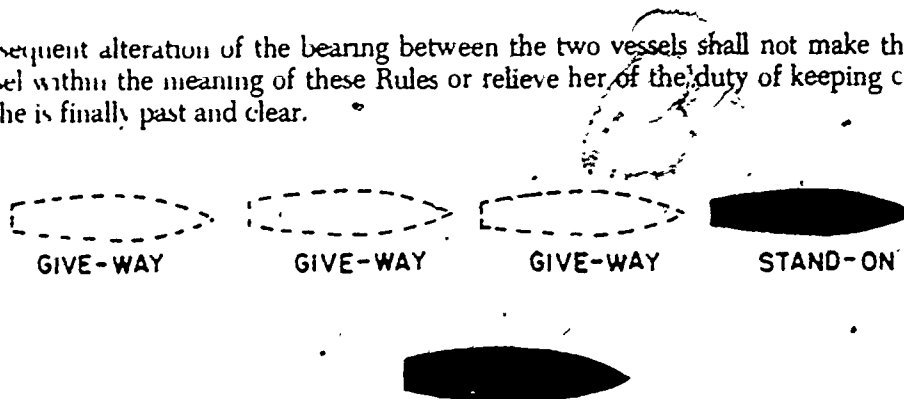 sequent alteration of the bearing between the two vessels shall not make th
el within the meaning of these Rules or relieve her of the duty of keeping c
he is finally past and clear.
GIVE-WAY GIVE-WAY GIVE-WAY STAND-ON